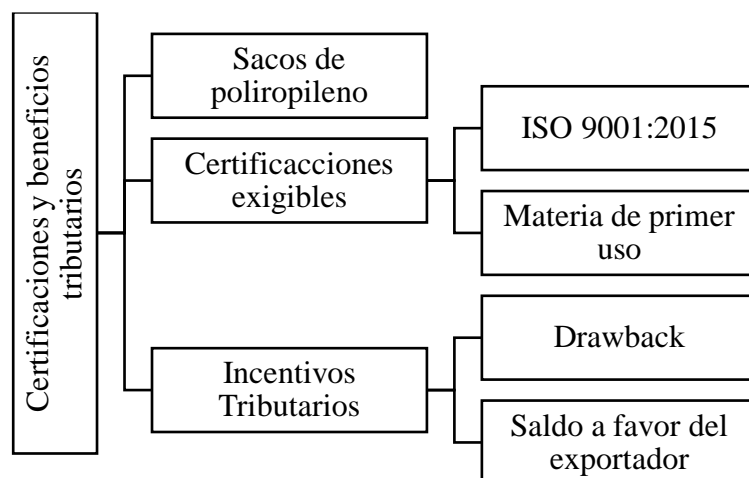 Certificaciones y beneficios
tributarios
Sacos de
poliropileno
Certificacciones
exigibles
ISO 9001:2015
Materia de primer
uso
Incentivos
Tributarios
Drawback
Saldo a favor del
exportador